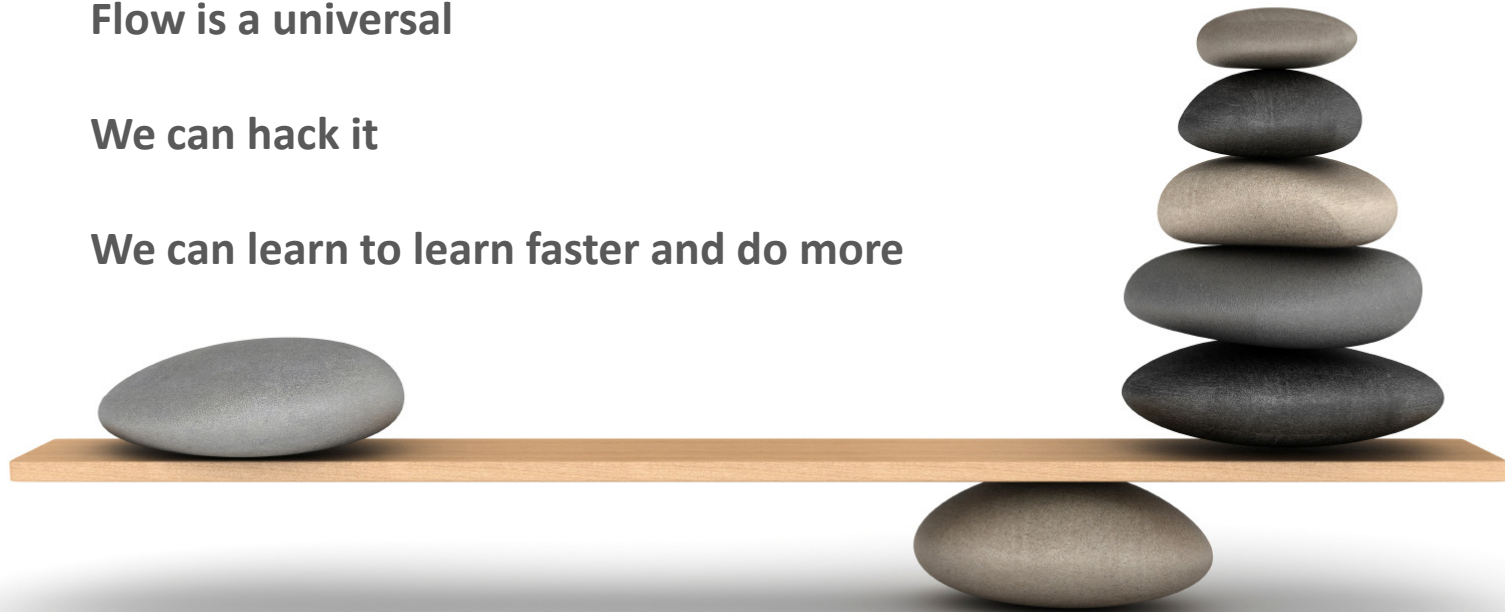 Flow is a universal
We can hack it
We can learn to learn faster and do more